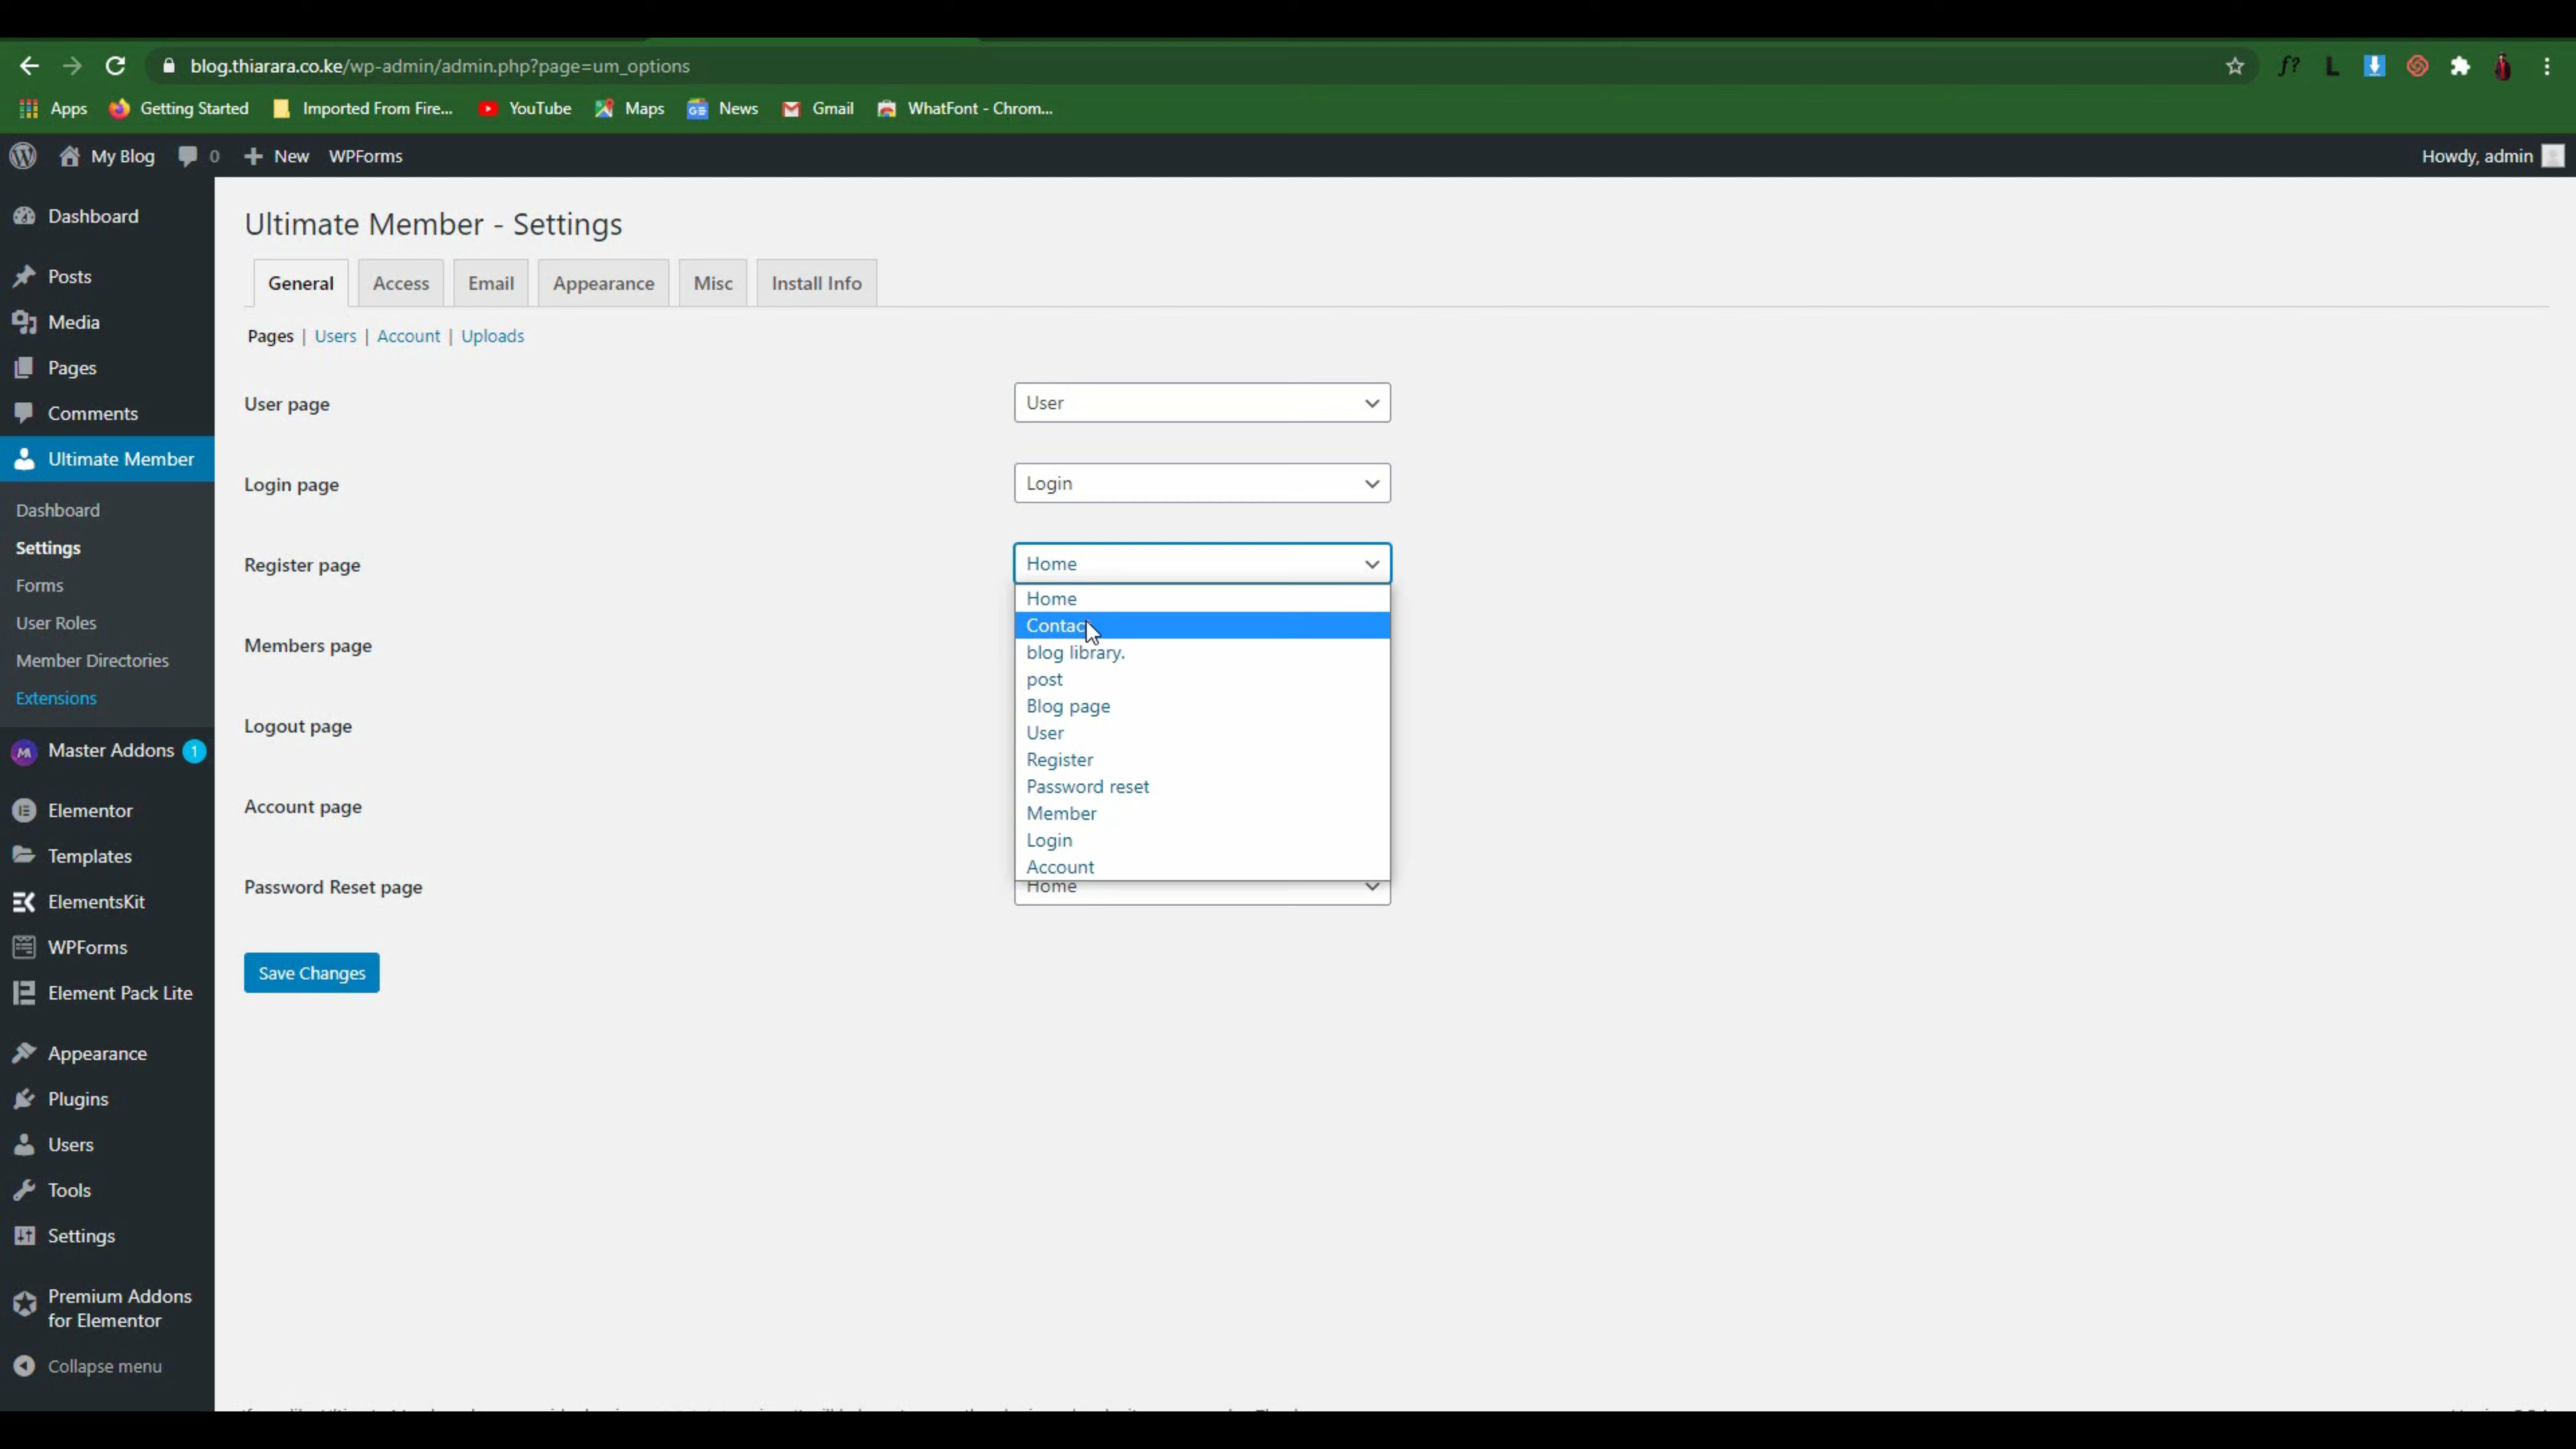 blog.thiarara.co.ke/wp-admin/admin.php?page=um_options
f?
L
Apps
Getting Started
Imported From Fire...
YouTube
Maps
News
Gmail
WhatFont - Chrom...
My Blog
0
New
WPForms
Howdy, admin
Dashboard
Posts
Media
Pages
Comments
Ultimate Member
Dashboard
Settings
Forms
User Roles
Member Directories
Extensions
Master Addons 1
Elementor
Templates
ElementsKit
WPForms
Element Pack Lite
Appearance
Plugins
Users
Tools
Settings
Premium Addons
for Elementor
Collapse menu
Ultimate Member - Settings
General
Access
Email
Appearance
Misc
Install Info
Pages | Users | Account | Uploads
User page
User
Login page
Login
Register page
Home
Home
Contac
blog library.
post
Blog page
User
Register
Password reset
Member
Login
Account
Members page
Logout page
Account page
Password Reset page
Home
Save Changes